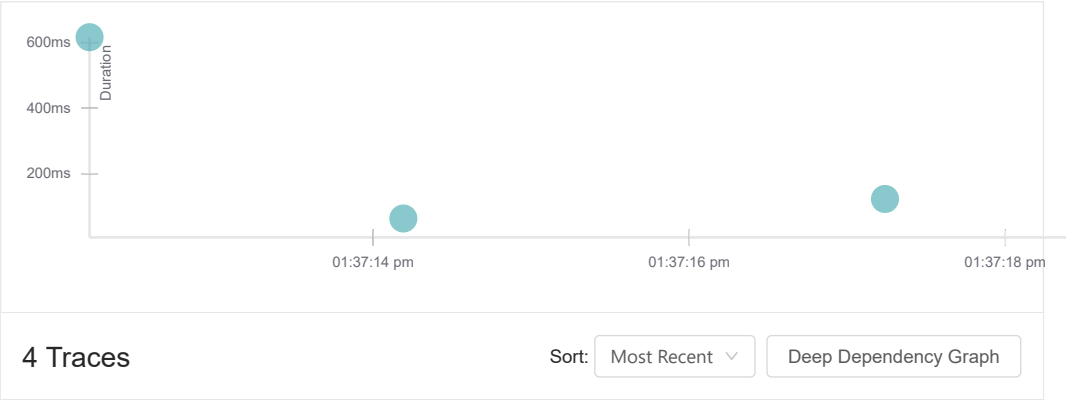 600ms
Duration
400ms
200ms
01:37:14 pm
01:37:16 pm
01:37:18 pm
4 Traces
Sort:
Most Recent
Deep Dependency Graph